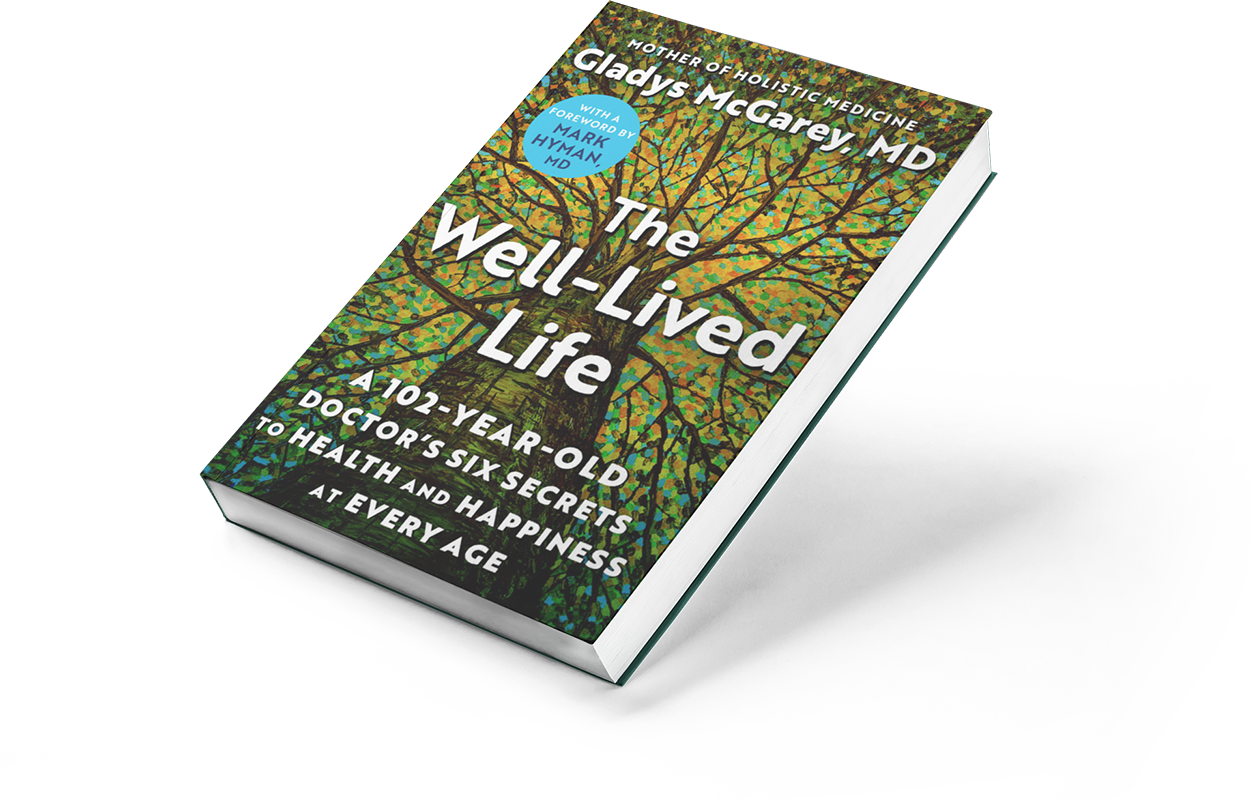 MOTHER OF HOLISTIC MEDICINE
Gladys McGarey, MD
WITH A
FOREWORD BY
MARK
HYMAN,
MD
The
Well-Lived
Life
A 102-YEAR-OLD
DOCTOR'S SIX SECRETS
TO HEALTH AND HAPPINESS
AT EVERY AGE